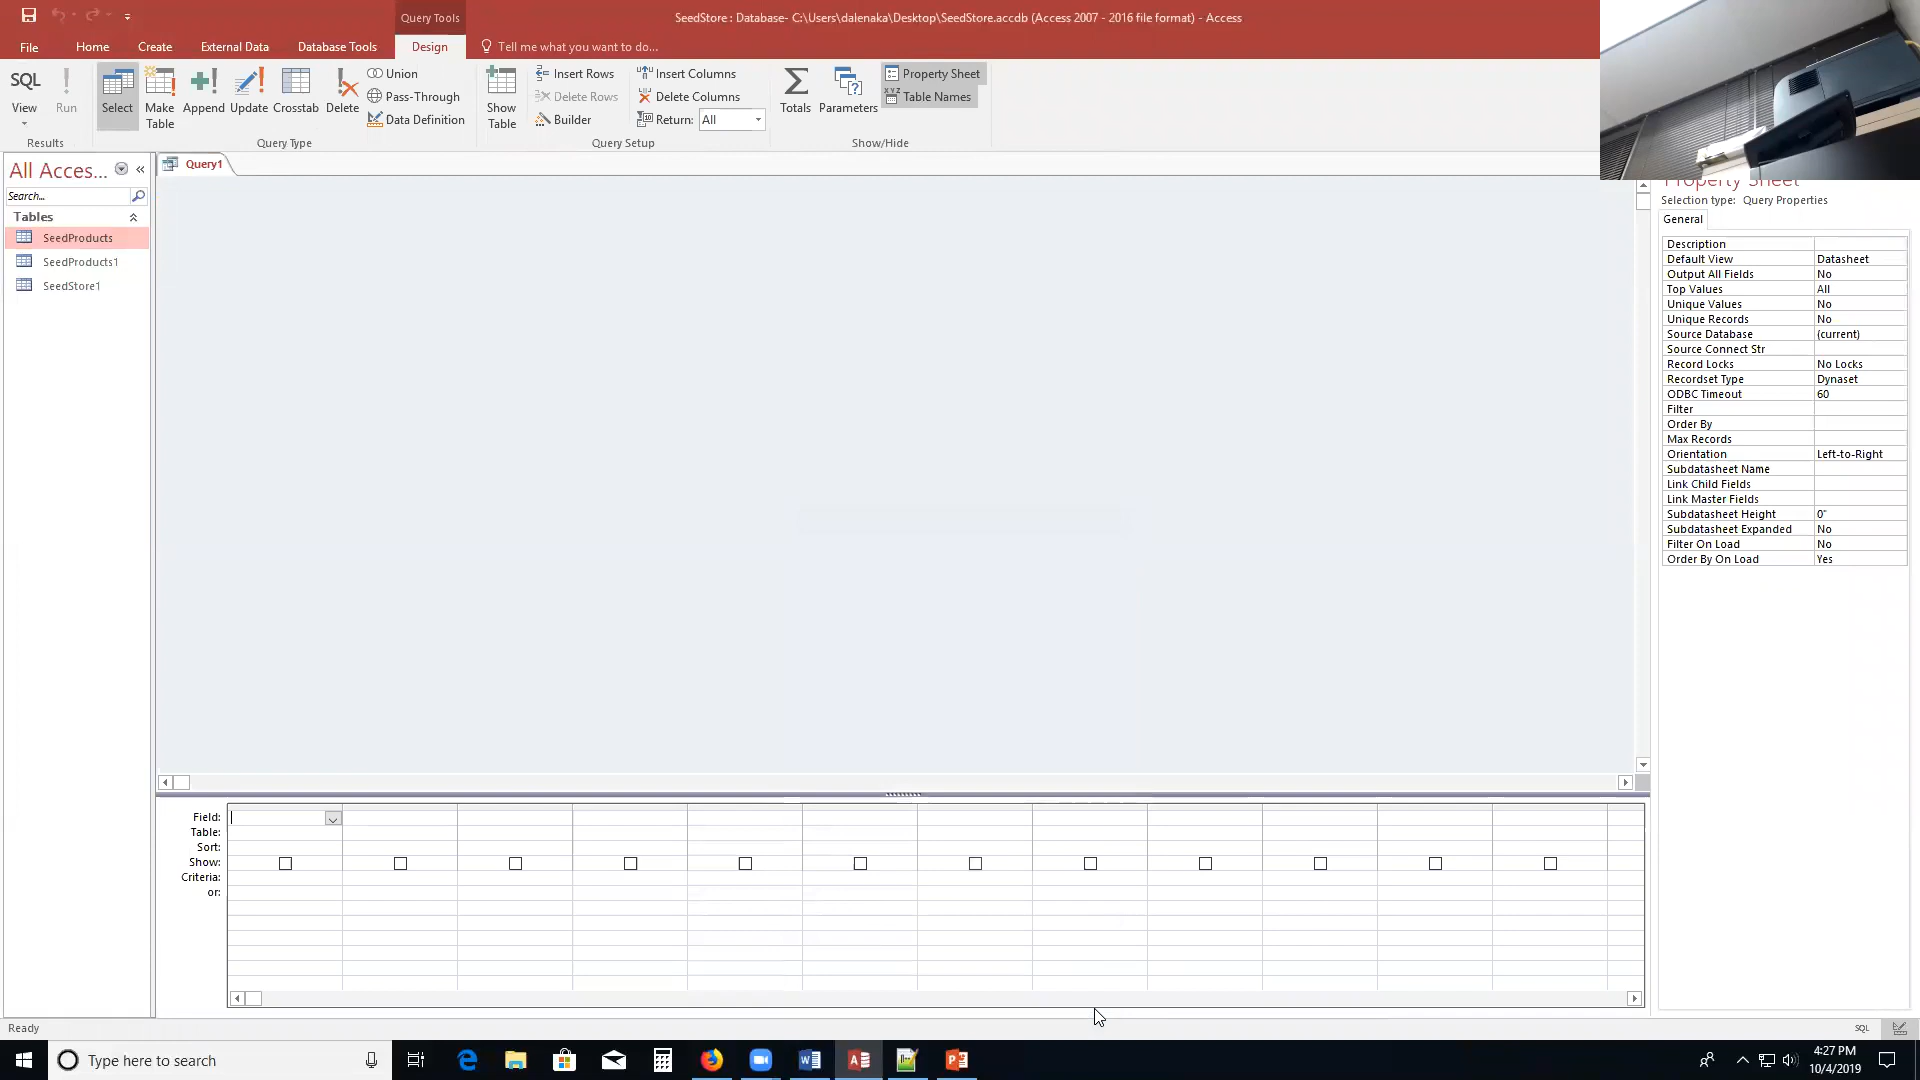 Query Tools
SeedStore : Database- C:\Users\dalenaka\Desktop\SeedStore.accdb (Access 2007 - 2016 file format) - Access
File Home Create External Data Database Tools Design Tell me what you want to do...
SQL View
Run
Results
Select
Make Table
Append
Update
Crosstab
Delete
Union
Pass-Through
Data Definition
Query Type
Show Table
Insert Rows
Delete Rows
Builder
Insert Columns
Delete Columns
Return: All
Query Setup
Totals
Parameters
Property Sheet
XYZ Table Names
Show/Hide
All Acces...
Search...
Tables
SeedProducts
SeedProducts1
SeedStore1
Query1
Property Sheet
Selection type: Query Properties
General
Description
Default View Datasheet
Output All Fields No
Top Values All
Unique Values No
Unique Records No
Source Database (current)
Source Connect Str
Record Locks No Locks
Recordset Type Dynaset
ODBC Timeout 60
Filter
Order By
Max Records
Orientation Left-to-Right
Subdatasheet Name
Link Child Fields
Link Master Fields
Subdatasheet Height 0"
Subdatasheet Expanded No
Filter On Load No
Order By On Load Yes
Field:
Table:
Sort:
Show:
Criteria:
or:
Ready
SQL
Type here to search
4:27 PM
10/4/2019